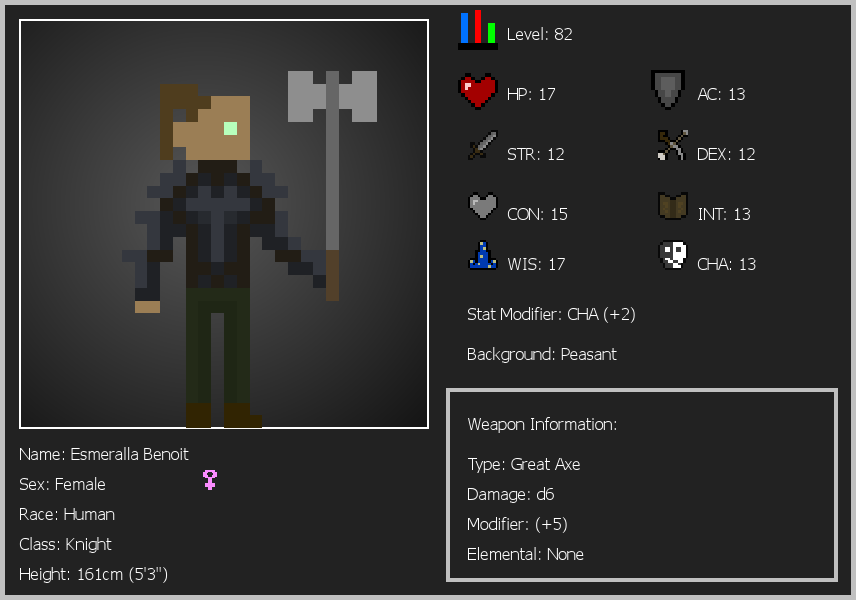 Level: 82
HP: 17
AC: 13
STR: 12
DEX: 12
CON: 15
INT: 13
WIS: 17
CHA: 13
Stat Modifier: CHA (+2)
Background: Peasant
Weapon Information:
Type: Great Axe
Damage: d6
Modifier: (+5)
Elemental: None
Name: Esmeralla Benoit
Sex: Female
Race: Human
Class: Knight
Height: 161cm (5'3")